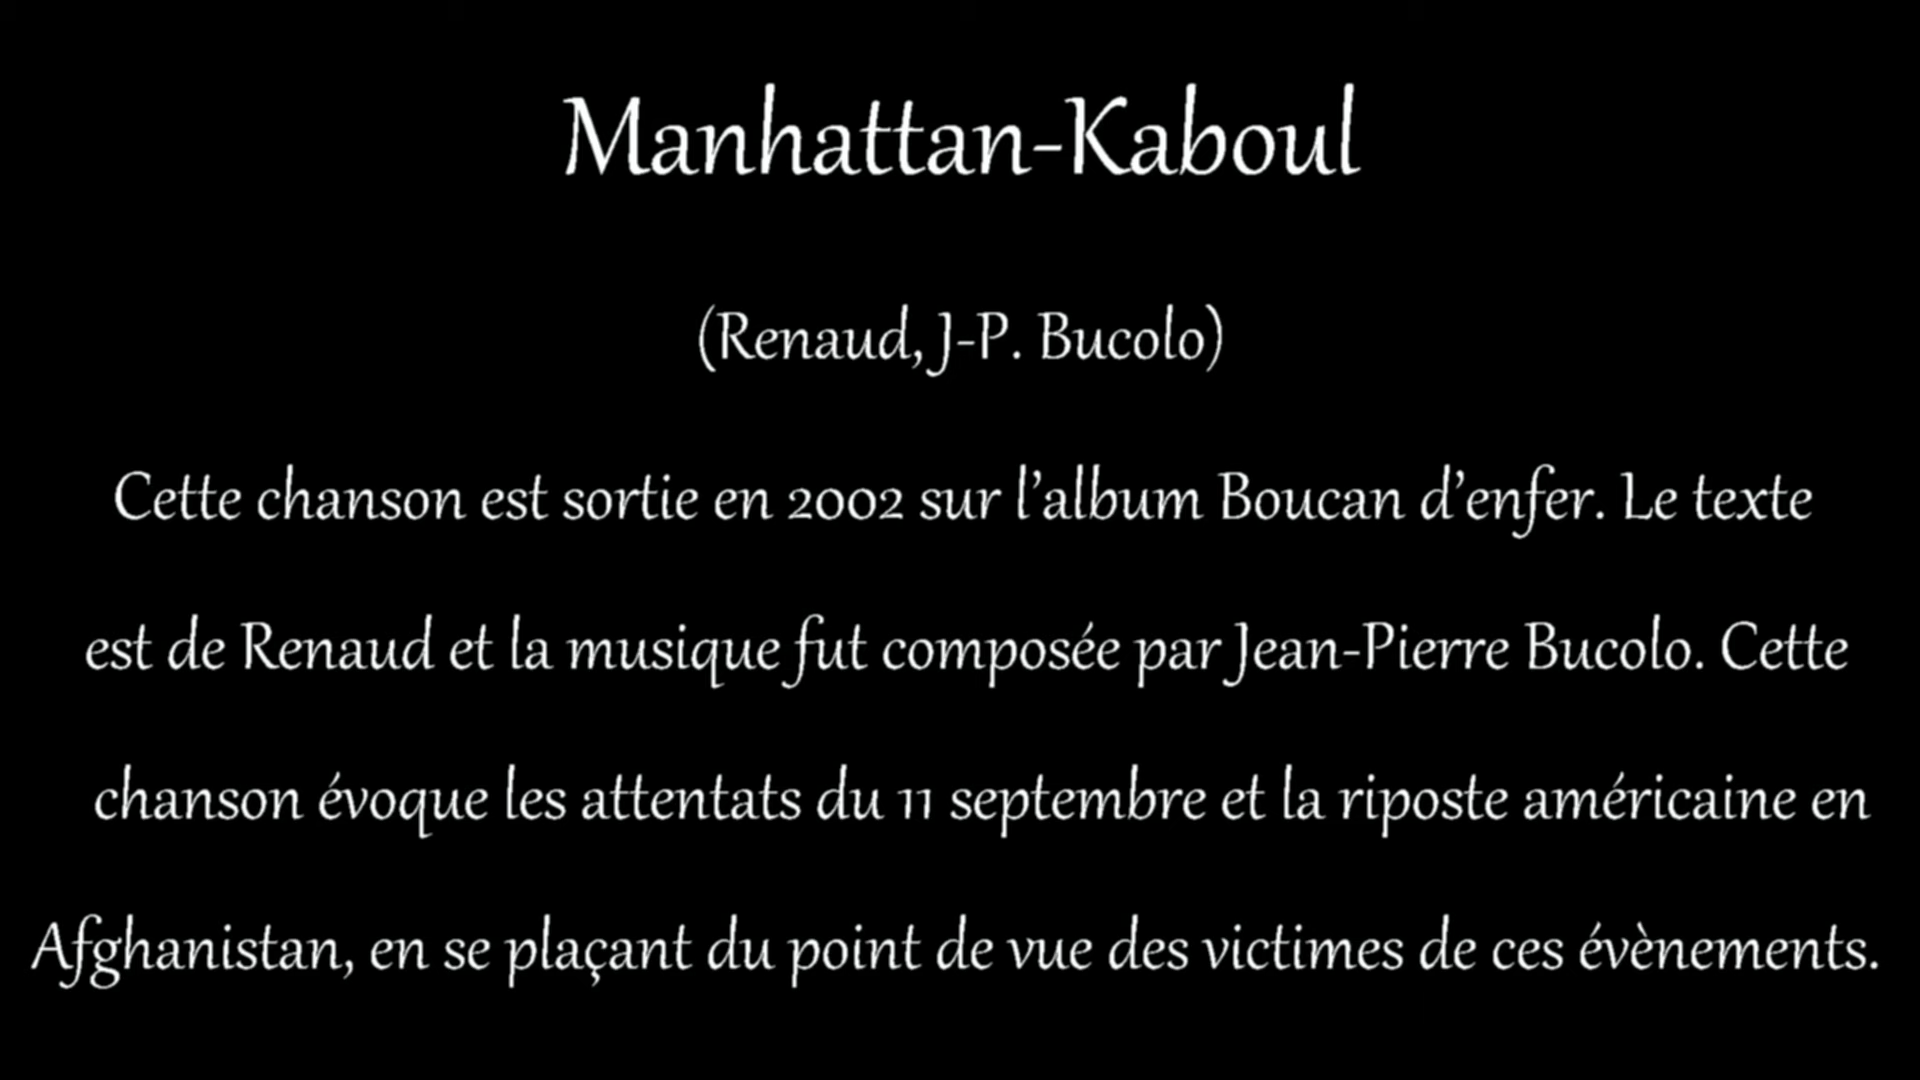 Manhattan-Kaboul
(Renaud, J-P. Bucolo)
Cette chanson est sortie en 2002 sur l’album Boucan d’enfer. Le texte
est de Renaud et la musique fut composée par Jean-Pierre Bucolo. Cette
chanson évoque les attentats du 11 septembre et la riposte américaine en
Afghanistan, en se plaçant du point de vue des victimes de ces évènements.